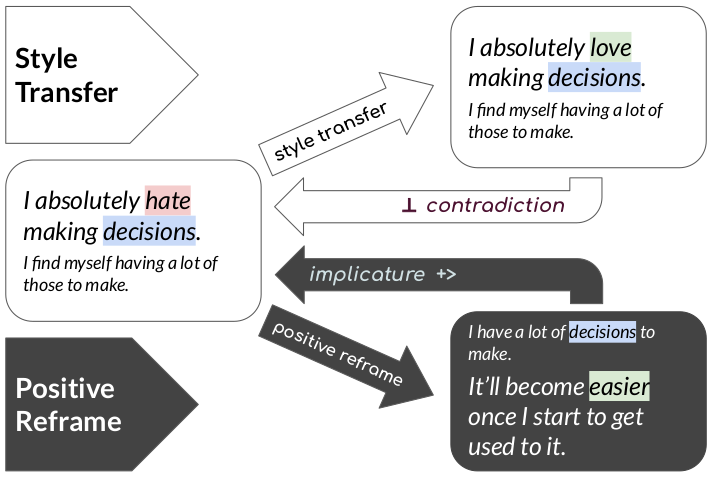 Style
Transfer
style transfer
I absolutely love
making decisions.
I find myself having a lot of
those to make.
I absolutely hate
making decisions.
I find myself having a lot of
those to make.
⊥ contradiction
implicature +>
positive reframe
Positive
Reframe
I have a lot of decisions to
make.
It’ll become easier
once I start to get
used to it.